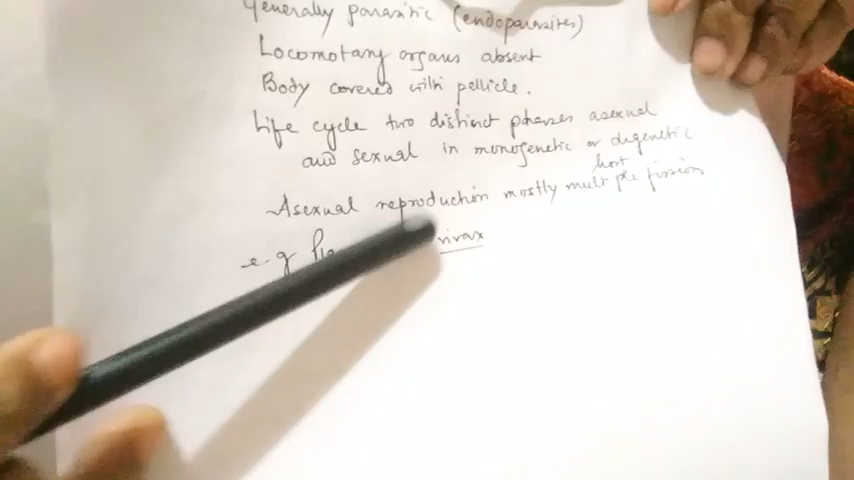 Generally parasitic (endoparasites)
Locomotary organs absent
Body covered with pellicle.
Life cycle two distinct phases asexual
and sexual in monogenetic or digenetic
host
Asexual reproduction mostly multiple fission
e.g